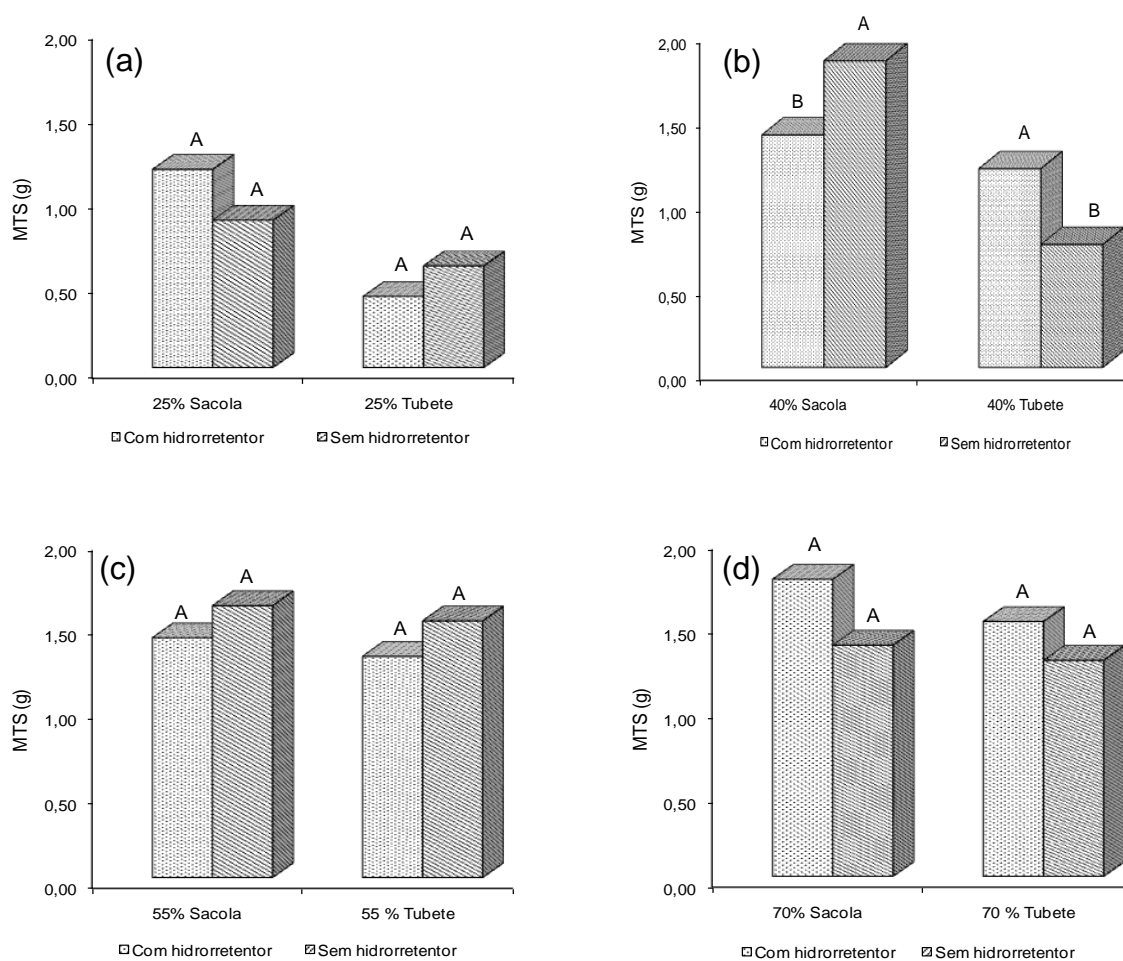 (a)
MTS (g)
2,00
1,50
1,00
0,50
0,00
A
A
A
A
25% Sacola
25% Tubete
Com hidrorretentor
Sem hidrorretentor
(b)
MTS (g)
2,00
1,50
1,00
0,50
0,00
B
A
A
B
40% Sacola
40% Tubete
Com hidrorretentor
Sem hidrorretentor
(c)
MTS (g)
2,00
1,50
1,00
0,50
0,00
A
A
A
A
55% Sacola
55 % Tubete
Com hidrorretentor
Sem hidrorretentor
(d)
MTS (g)
2,00
1,50
1,00
0,50
0,00
A
A
A
A
70% Sacola
70 % Tubete
Com hidrorretentor
Sem hidrorretentor